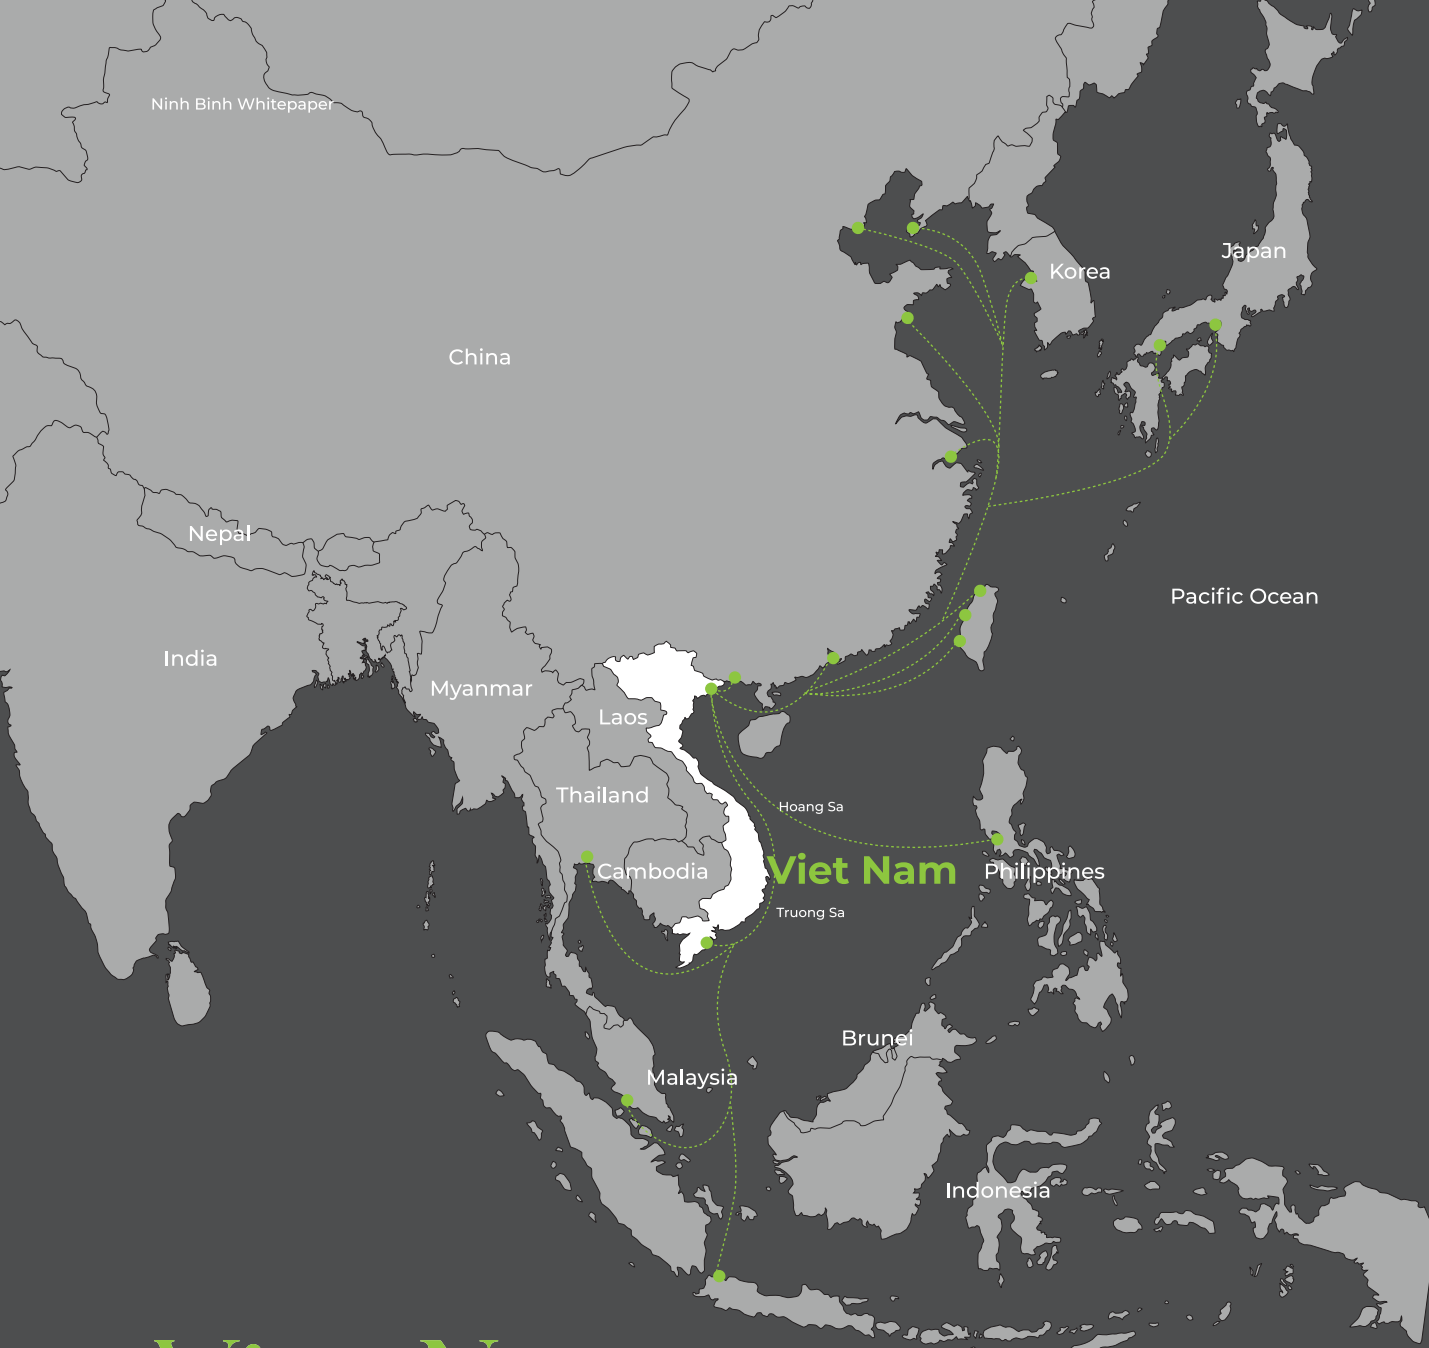 Ninh Binh Whitepaper
Japan
Korea
China
Nepal
Pacific Ocean
India
Myanmar
Laos
Thailand
Hoang Sa
Cambodia
Viet Nam
Philippines
Truong Sa
Brunei
Malaysia
Indonesia